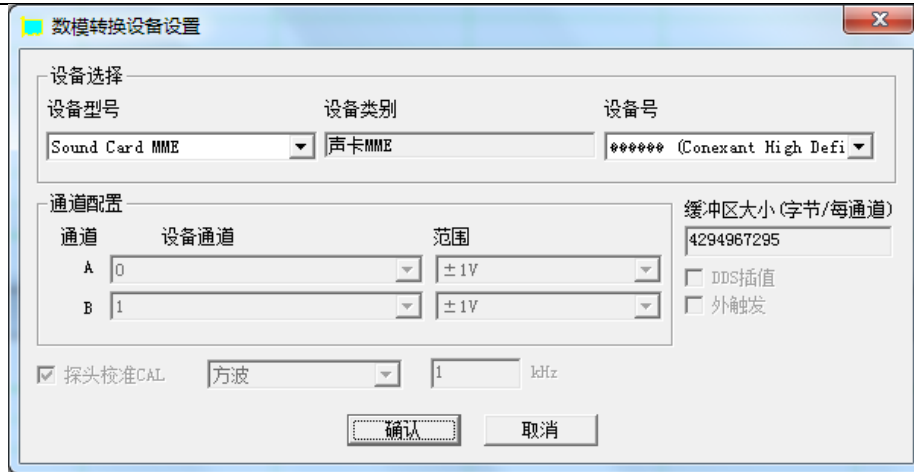 数模转换设备设置
设备选择
设备型号 设备类别 设备号
Sound Card MME 声卡MME ������ (Conexant High Defi
通道配置
缓冲区大小(字节/每通道)
通道 设备通道 范围
4294967295
A 0 ±1V
DDS插值
B 1 ±1V
外触发
探头校准CAL 方波 1 kHz
确认 取消